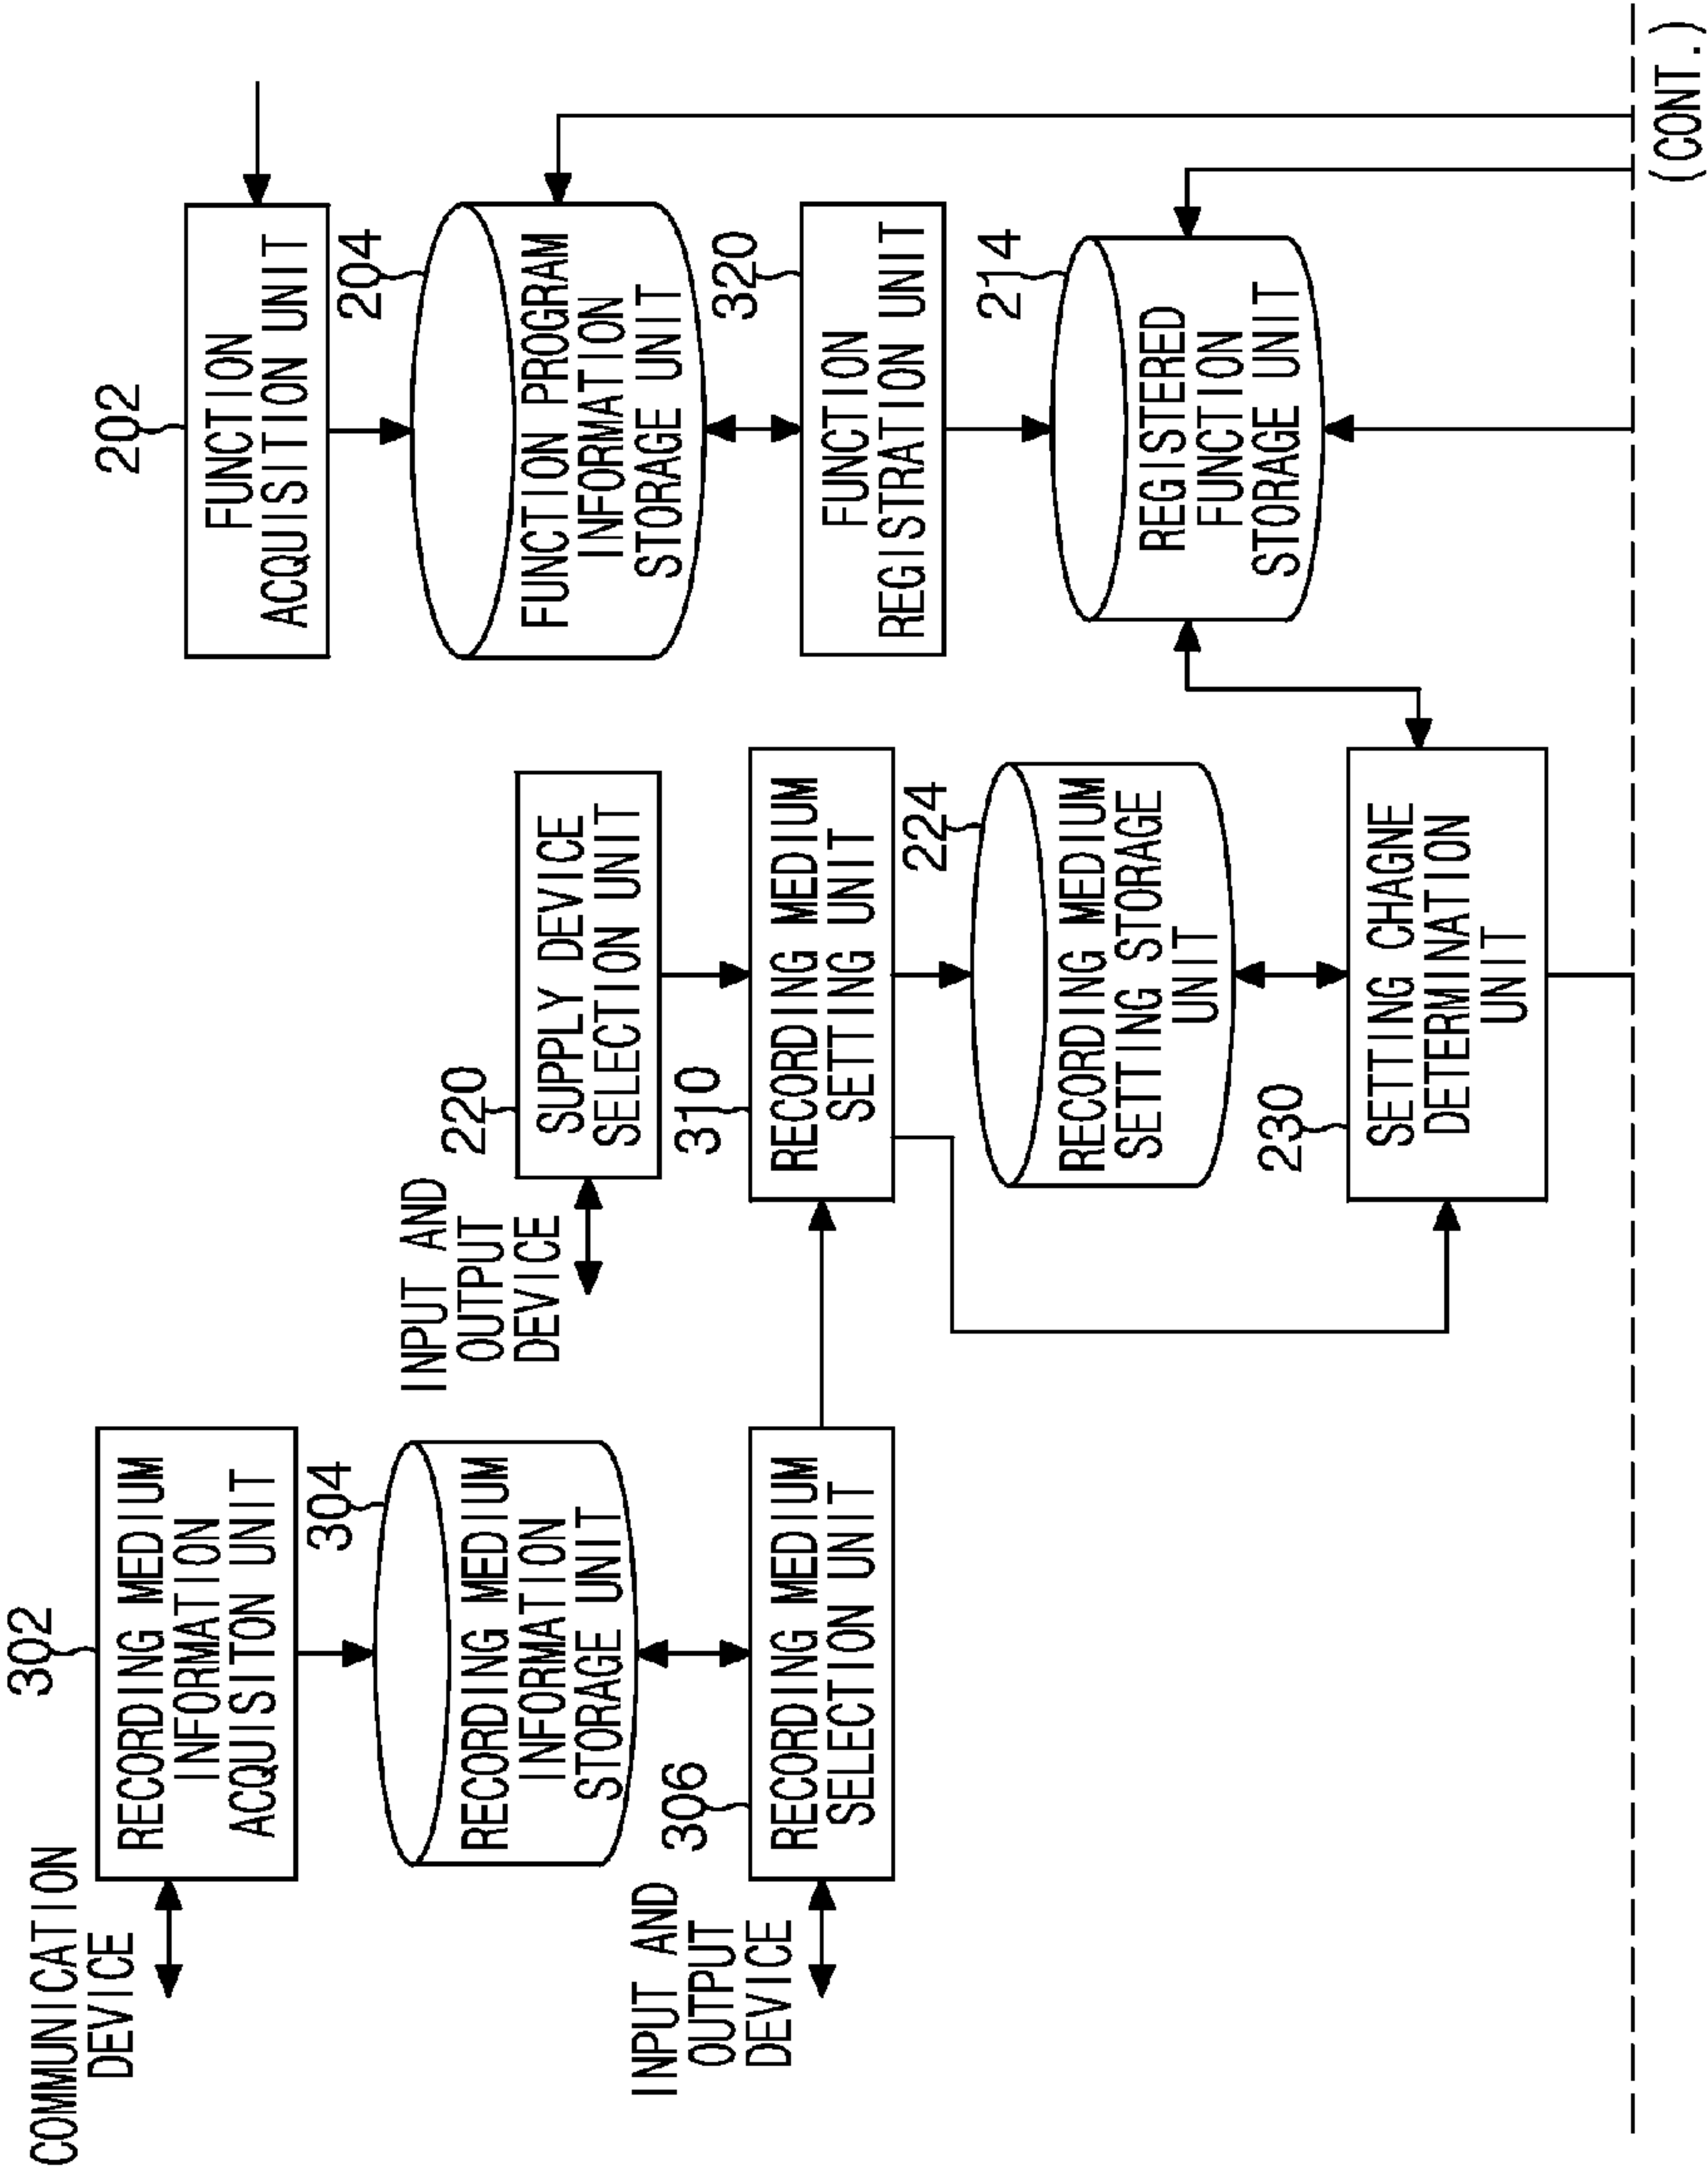 COMMUNICATION
DEVICE
302
RECORDING MEDIUM
INFORMATION
ACQUISITON UNIT
304
RECORDING MEDIUM
INFORMATION
STORAGE UNIT
INPUT AND
OUTPUT
DEVICE
306
RECORDING MEDIUM
SELECTION UNIT
INPUT AND
OUTPUT
DEVICE
220
SUPPLY DEVICE
SELECTION UNIT
310
RECORDING MEDIUM
SETTING UNIT
224
RECORDING MEDIUM
SETTING STORAGE
UNIT
230
SETTING CHAGNE
DETERMINATION
UNIT
202
FUNCTION
ACQUISITION UNIT
204
FUNCTION PROGRAM
INFORMATION
STORAGE UNIT
320
FUNCTION
REGISTRATION UNIT
214
REGISTERED
FUNCTION
STORAGE UNIT
(CONT.)